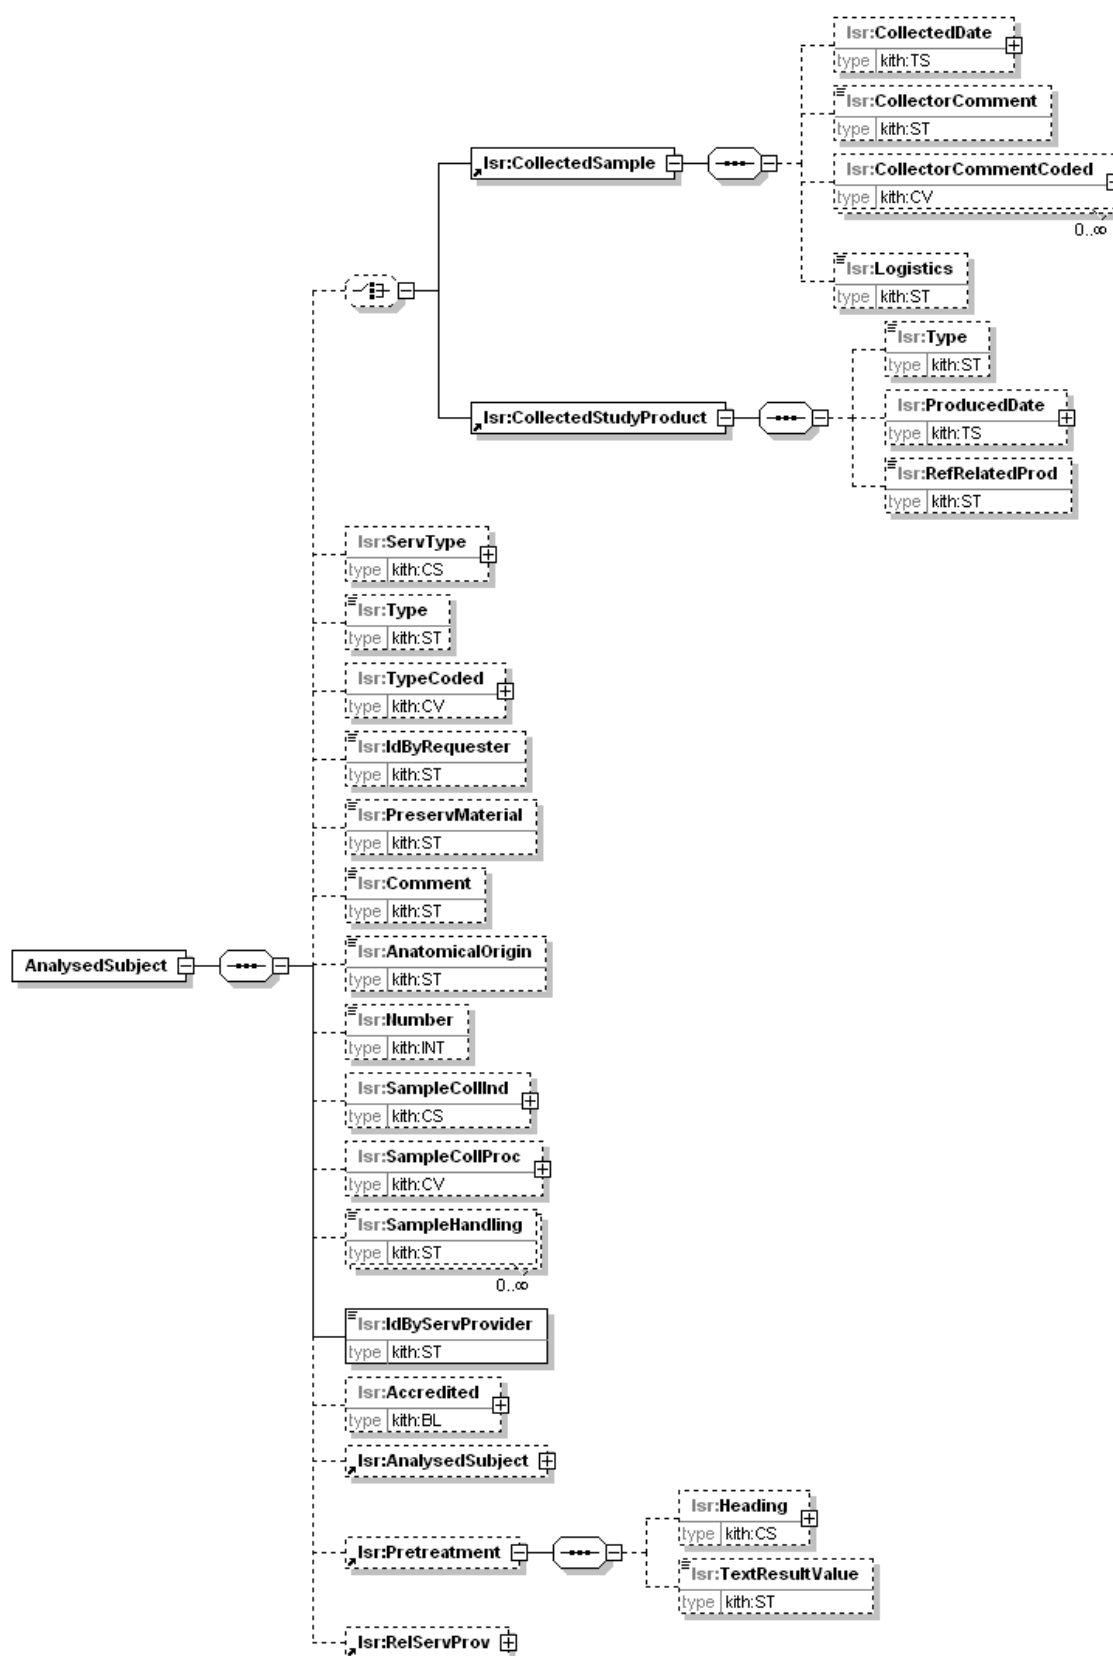 lsr:CollectedDate
type kith:TS
lsr:CollectorComment
type kith:ST
lsr:CollectedSample
lsr:CollectorCommentCoded
type kith:CV
0..∞
lsr:Logistics
type kith:ST
lsr:Type
type kith:ST
lsr:CollectedStudyProduct
lsr:ProducedDate
type kith:TS
lsr:RefRelatedProd
type kith:ST
lsr:ServType
type kith:CS
lsr:Type
type kith:ST
lsr:TypeCoded
type kith:CV
lsr:IdByRequester
type kith:ST
lsr:PreservMaterial
type kith:ST
lsr:Comment
type kith:ST
AnalysedSubject
lsr:AnatomicalOrigin
type kith:ST
lsr:Number
type kith:INT
lsr:SampleCollInd
type kith:CS
lsr:SampleCollProc
type kith:CV
lsr:SampleHandling
type kith:ST
0..∞
lsr:IdByServProvider
type kith:ST
lsr:Accredited
type kith:BL
lsr:AnalysedSubject
lsr:Pretreatment
lsr:Heading
type kith:CS
lsr:TextResultValue
type kith:ST
lsr:RelServProv